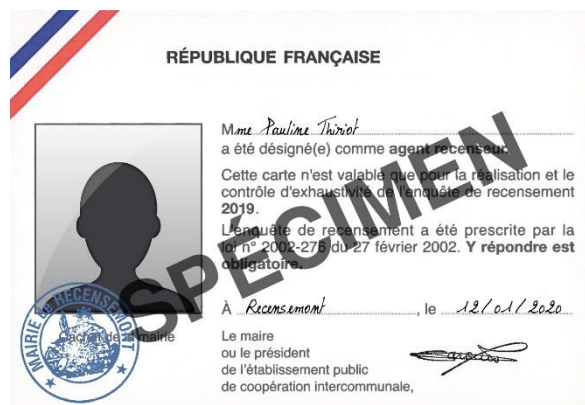 RÉPUBLIQUE FRANÇAISE
Mme Pauline Thiriot
a été désigné(e) comme agent recenseur.
Cette carte n'est valable que pour la réalisation et le
contrôle d'exhaustivité de l'enquête de recensement
2019.
L'enquête de recensement a été prescrite par la
loi n° 2002-276 du 27 février 2002. Y répondre est
obligatoire.
SPÉCIMEN
À Recensemont, le 12/01/2020
MAIRIE de RECENSEMONT
cachet de la mairie
Le maire
ou le président
de l'établissement public
de coopération intercommunale,